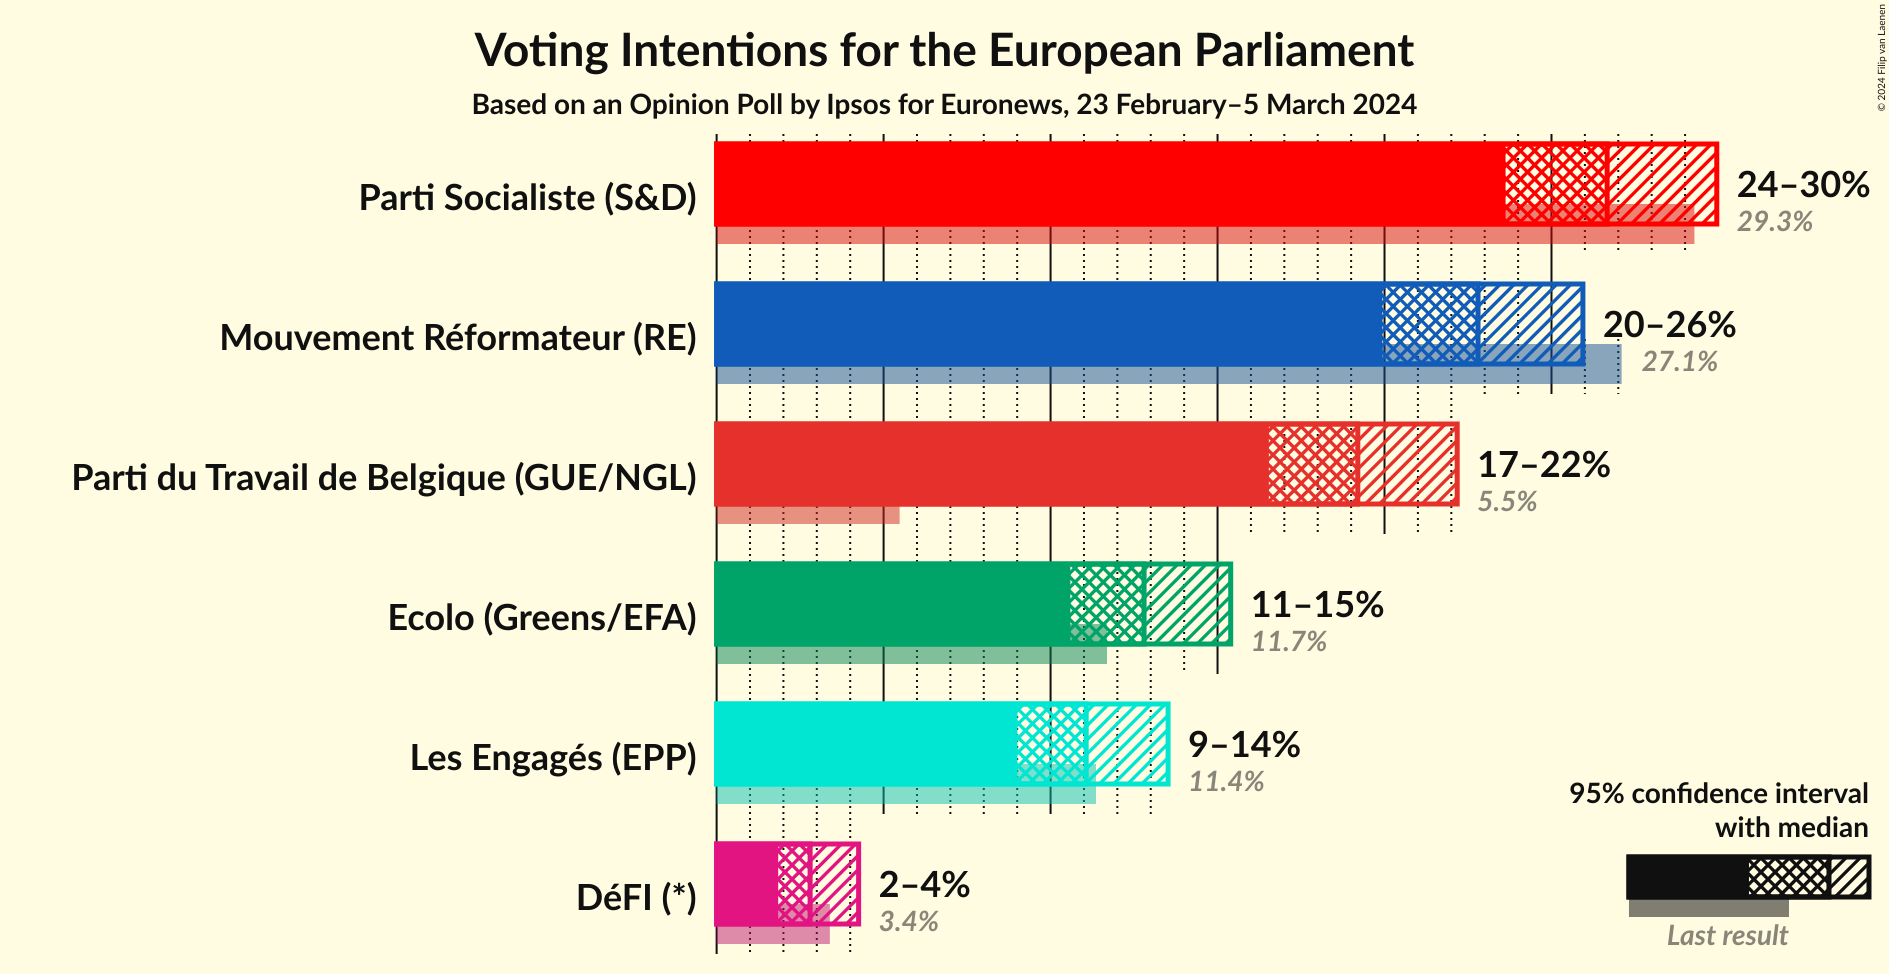 Voting Intentions for the European Parliament
Based on an Opinion Poll by Ipsos for Euronews, 23 February–5 March 2024
© 2024 Filip van Laenen
Parti Socialiste (S&D)
24–30%
29.3%
Mouvement Réformateur (RE)
20–26%
27.1%
Parti du Travail de Belgique (GUE/NGL)
17–22%
5.5%
Ecolo (Greens/EFA)
11–15%
11.7%
Les Engagés (EPP)
9–14%
11.4%
DéFI (*)
2–4%
3.4%
95% confidence interval
with median
Last result